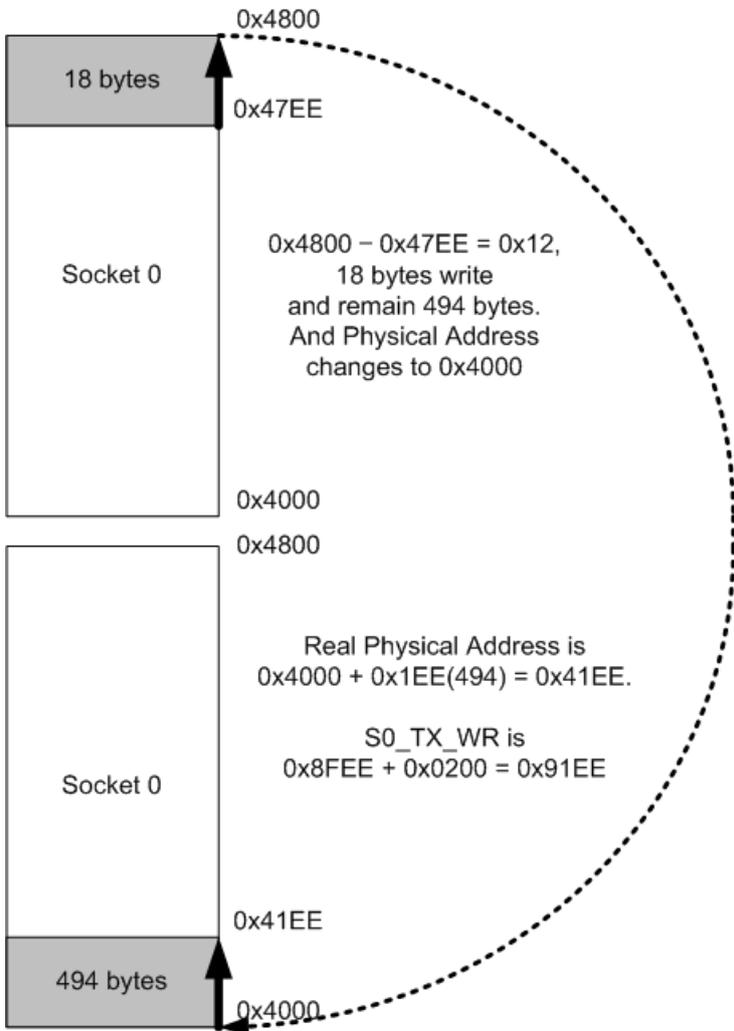 0x4800
18 bytes
0x47EE
Socket 0
0x4800 – 0x47EE = 0x12,
18 bytes write
and remain 494 bytes.
And Physical Address
changes to 0x4000
0x4000
0x4800
Real Physical Address is
0x4000 + 0x1EE(494) = 0x41EE.
S0_TX_WR is
0x8FEE + 0x0200 = 0x91EE
Socket 0
0x41EE
494 bytes
0x4000